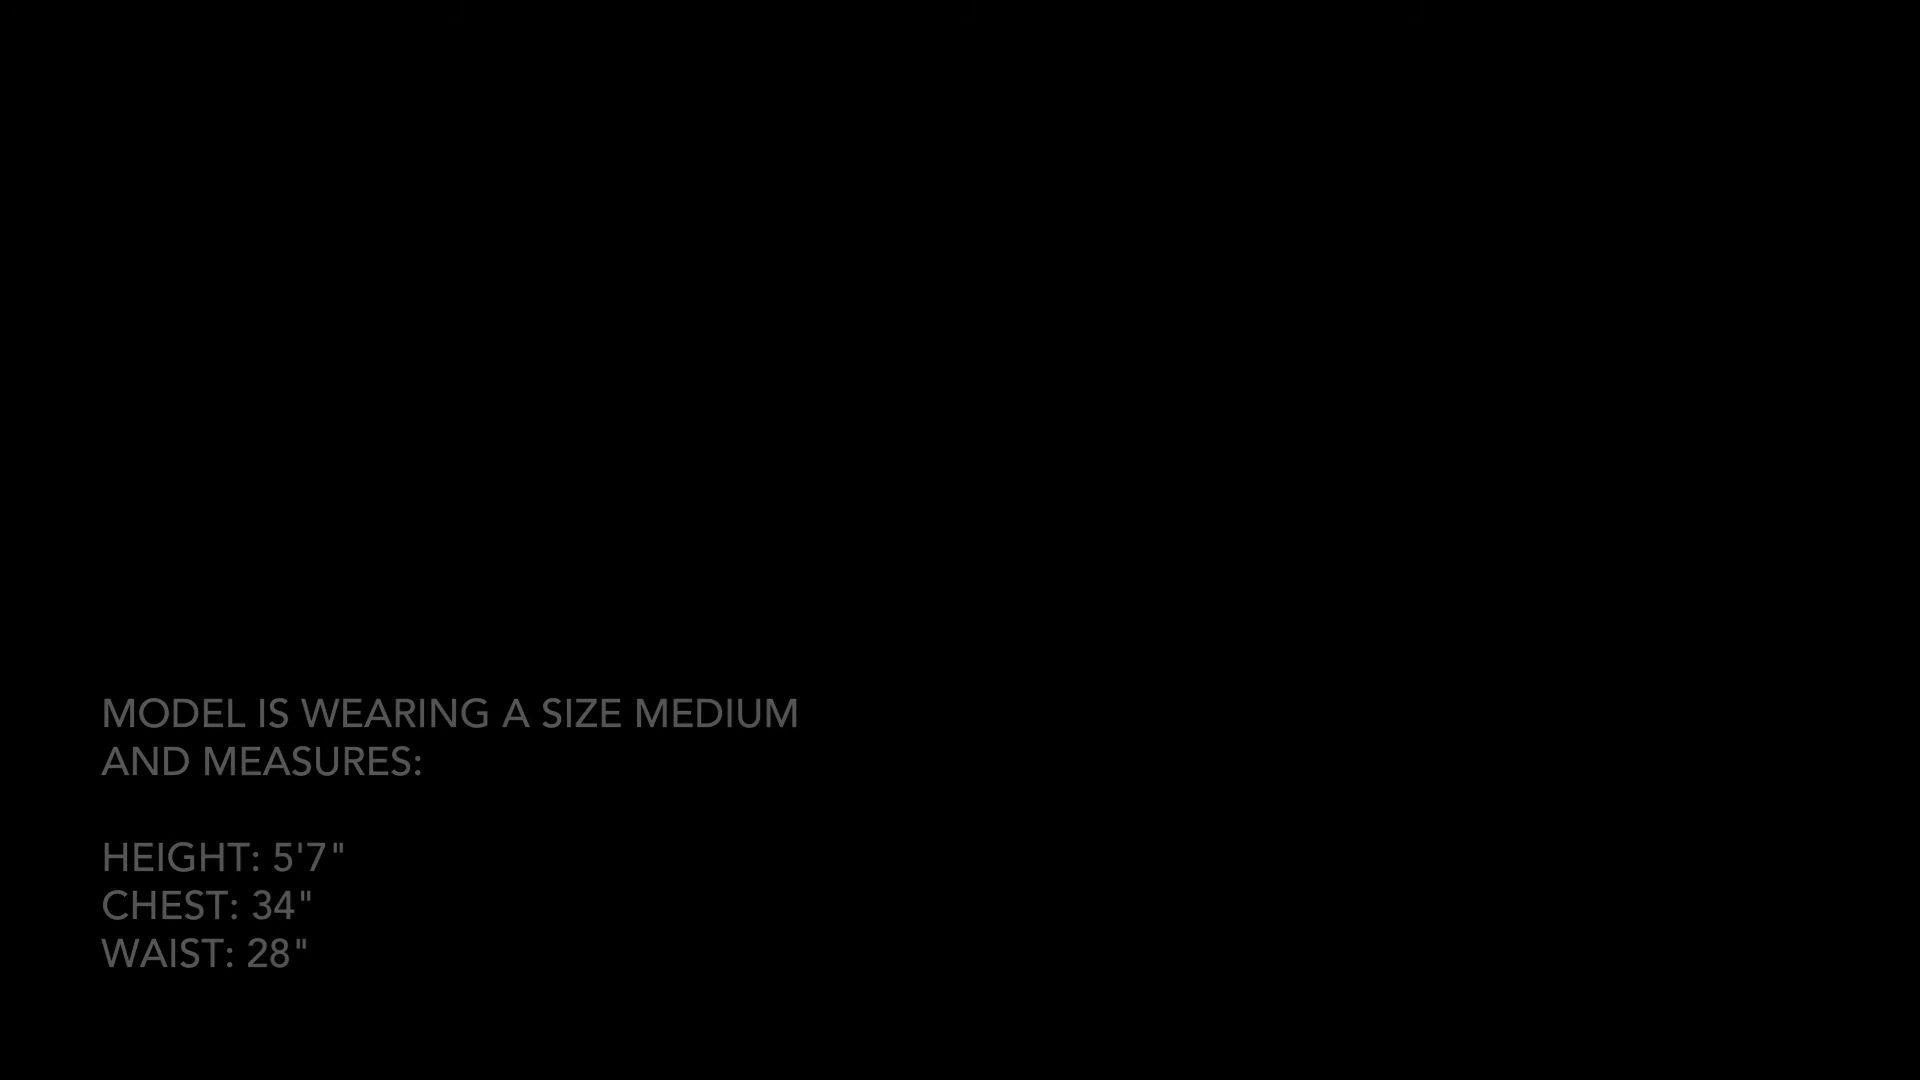 MODEL IS WEARING A SIZE MEDIUM
AND MEASURES:
HEIGHT: 5'7"
CHEST: 34"
WAIST: 28"